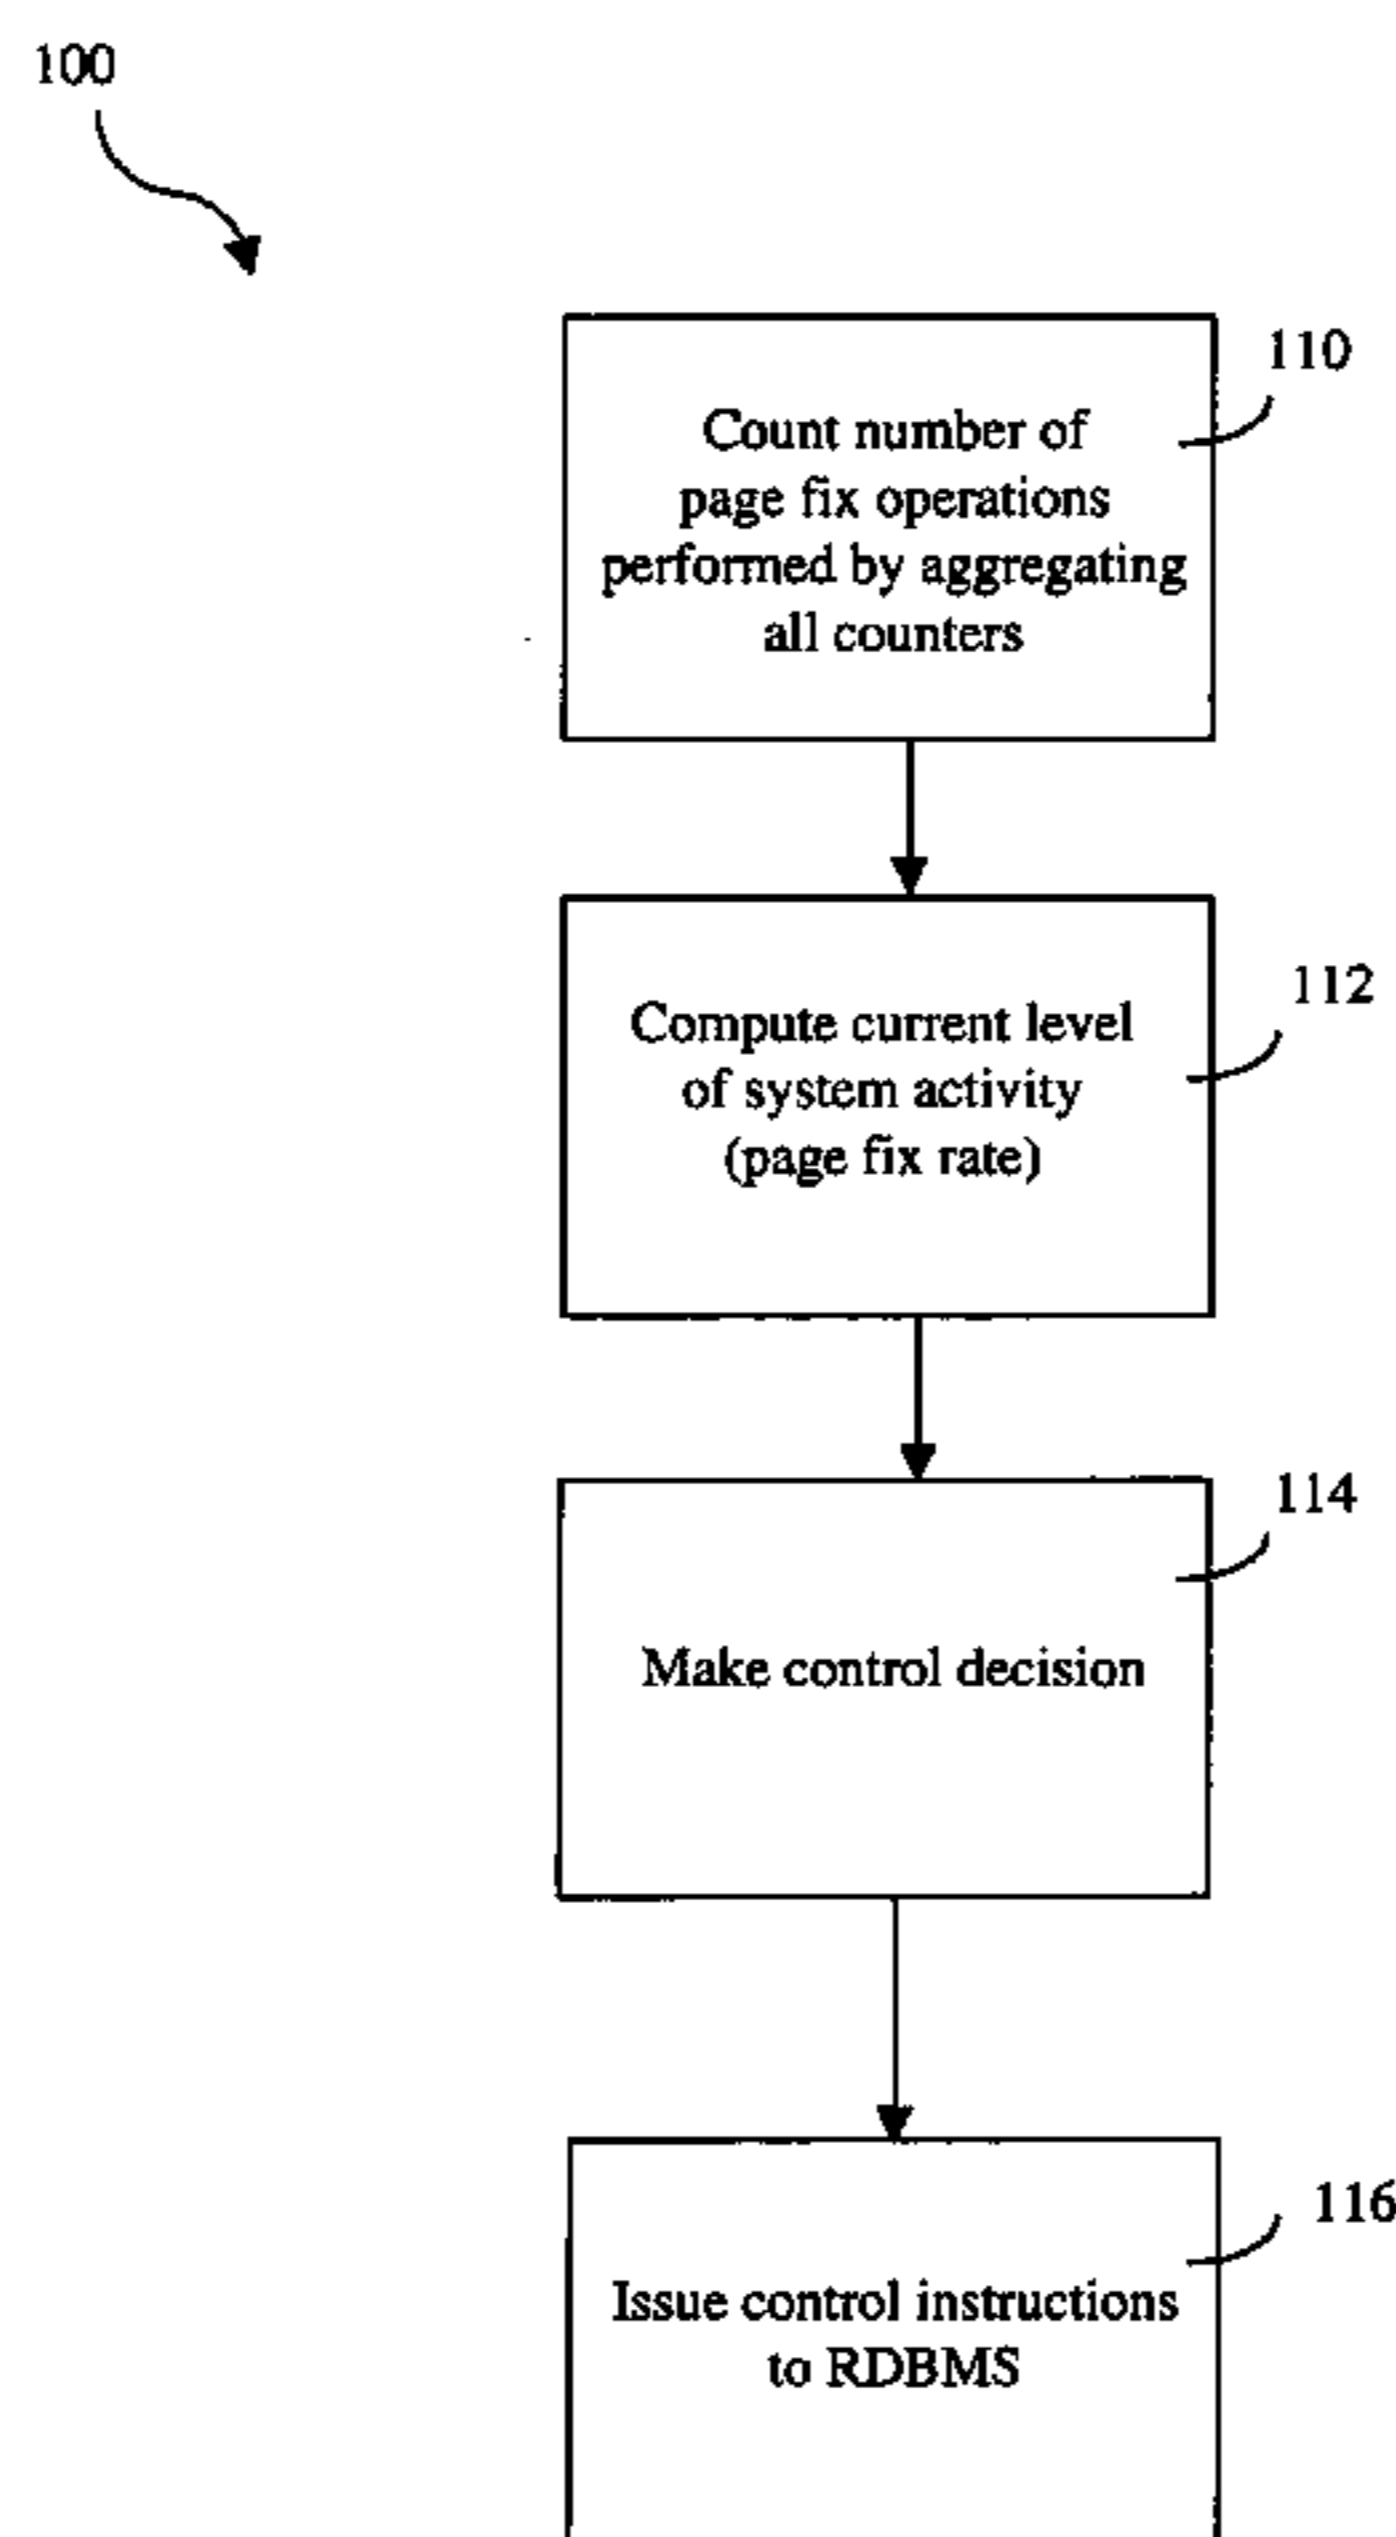 100
110
Count number of
page fix operations
performed by aggregating
all counters
112
Compute current level
of system activity
(page fix rate)
114
Make control decision
116
Issue control instructions
to RDBMS